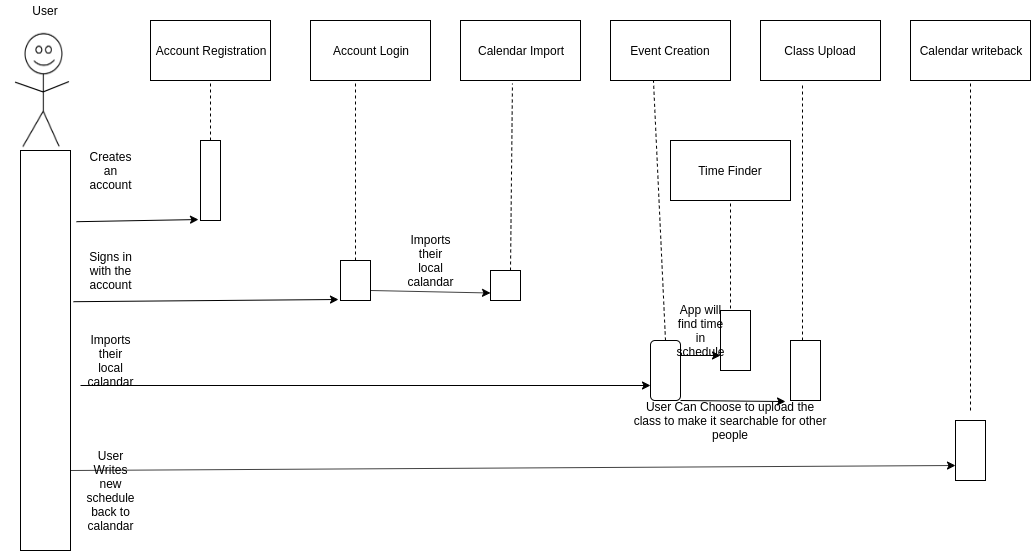 User
Account Registration
Account Login
Calendar Import
Event Creation
Class Upload
Calendar writeback
Time Finder
Creates
an
account
Signs in
with the
account
Imports
their
local
calandar
App will
find time
in
schedule
Imports
their
local
calandar
User Can Choose to upload the
class to make it searchable for other
people
User
Writes
new
schedule
back to
calandar